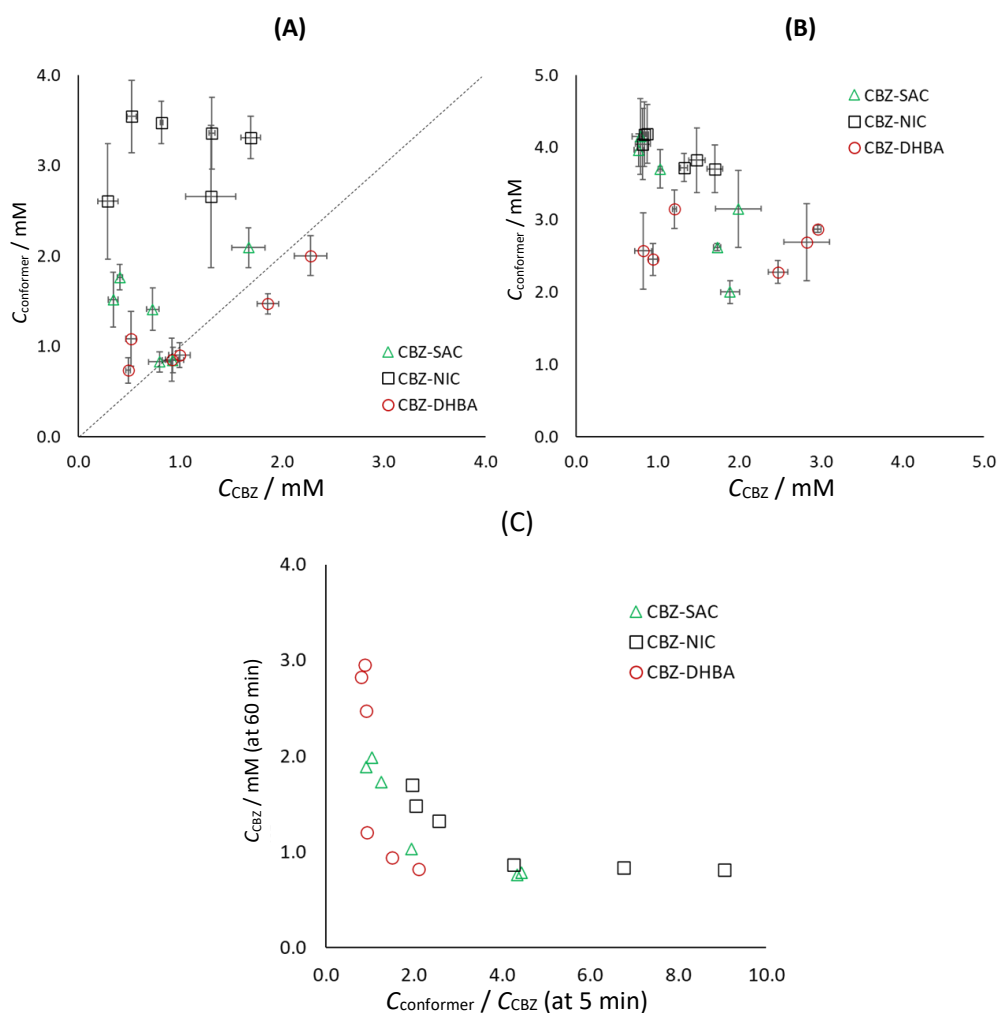 (A)
4.0
3.0
2.0
1.0
0.0
Cconformer / mM
0.0 1.0 2.0 3.0 4.0
CCBZ / mM
CBZ-SAC
CBZ-NIC
CBZ-DHBA
(B)
5.0
4.0
3.0
2.0
1.0
0.0
Cconformer / mM
0.0 1.0 2.0 3.0 4.0 5.0
CCBZ / mM
CBZ-SAC
CBZ-NIC
CBZ-DHBA
(C)
4.0
3.0
2.0
1.0
0.0
CCBZ / mM (at 60 min)
0.0 2.0 4.0 6.0 8.0 10.0
Cconformer / CCBZ (at 5 min)
CBZ-SAC
CBZ-NIC
CBZ-DHBA